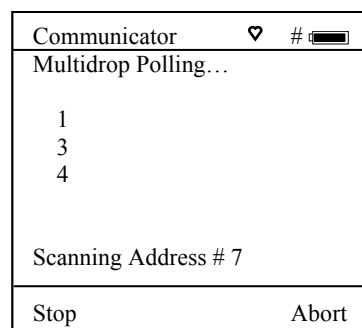 Communicator ♥ #
Multidrop Polling…
1
3
4
Scanning Address # 7
Stop Abort